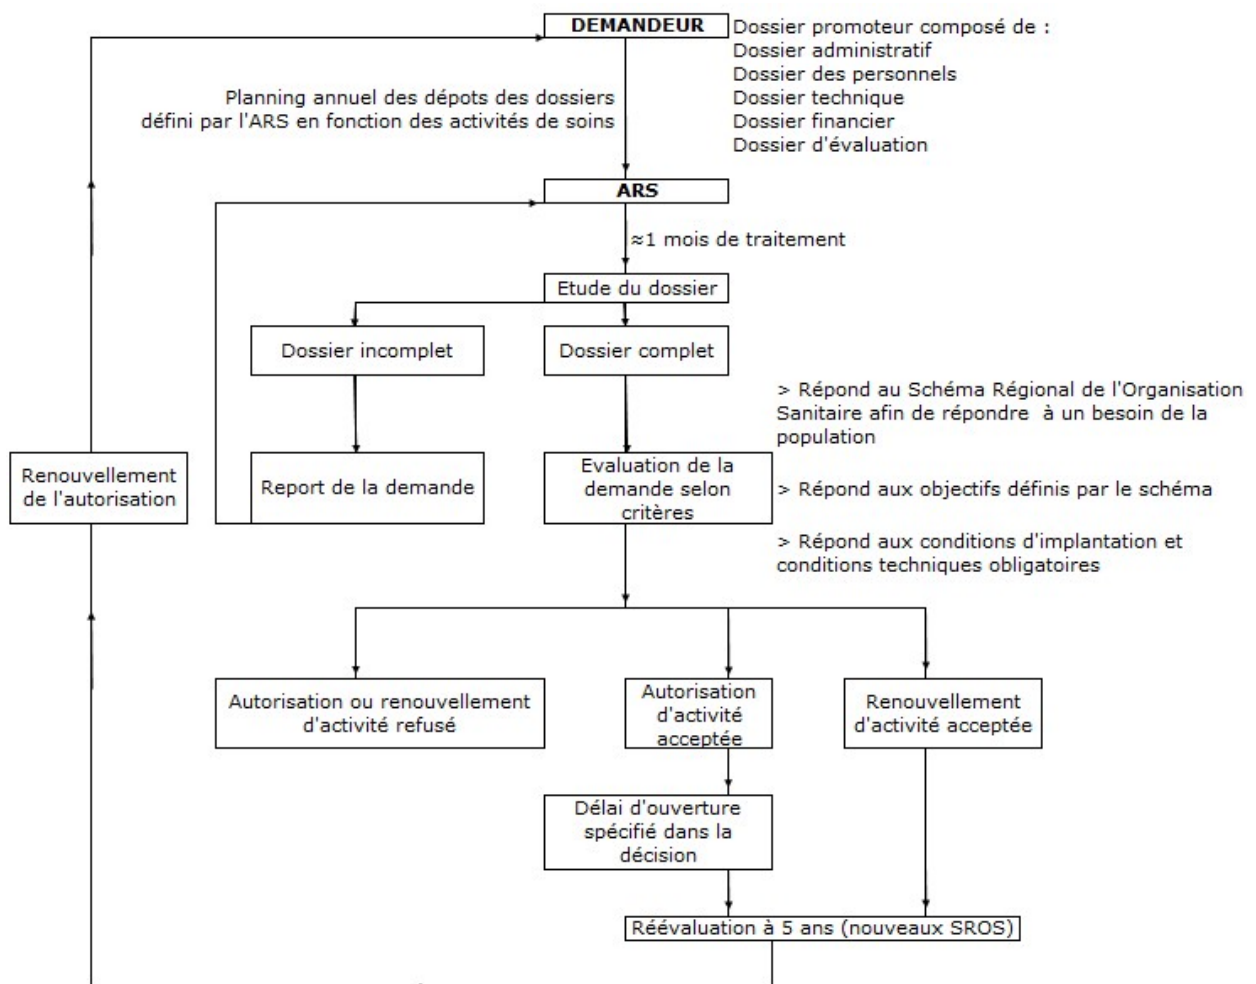 DEMANDEUR
Dossier promoteur composé de :
Dossier administratif
Dossier des personnels
Dossier technique
Dossier financier
Dossier d'évaluation
Planning annuel des dépots des dossiers
défini par l'ARS en fonction des activités de soins
ARS
≈1 mois de traitement
Etude du dossier
Dossier incomplet
Dossier complet
> Répond au Schéma Régional de l'Organisation
Sanitaire afin de répondre à un besoin de la
population
Renouvellement
de l'autorisation
Report de la demande
Evaluation de la
demande selon
critères
> Répond aux objectifs définis par le schéma
> Répond aux conditions d'implantation et
conditions techniques obligatoires
Autorisation ou renouvellement
d'activité refusé
Autorisation
d'activité
acceptée
Renouvellement
d'activité acceptée
Délai d'ouverture
spécifié dans la
décision
Réévaluation à 5 ans (nouveaux SROS)